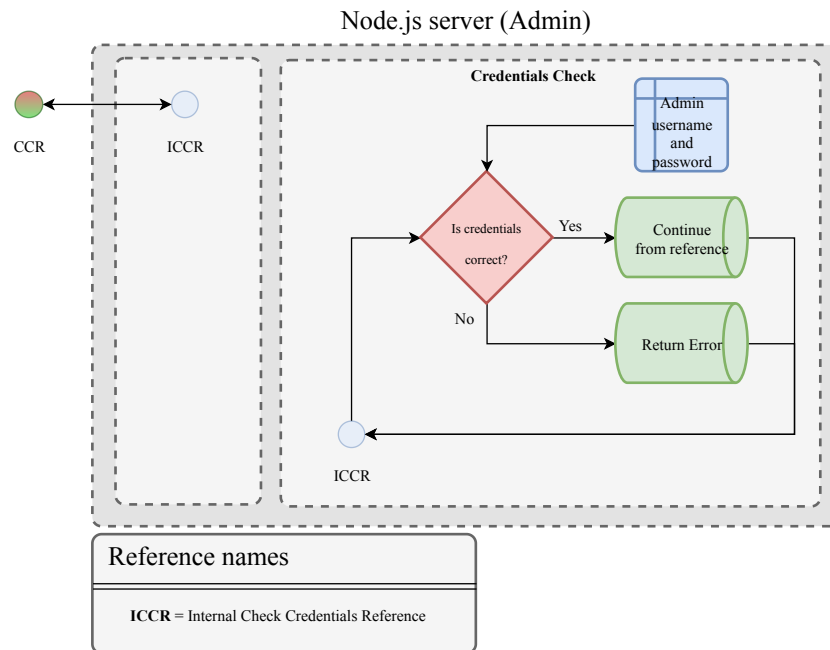 Node.js server (Admin)
Credentials Check
CCR
ICCR
Admin
username
and
password
Is credentials
correct?
Yes
Continue
from reference
No
Return Error
ICCR
Reference names
ICCR = Internal Check Credentials Reference